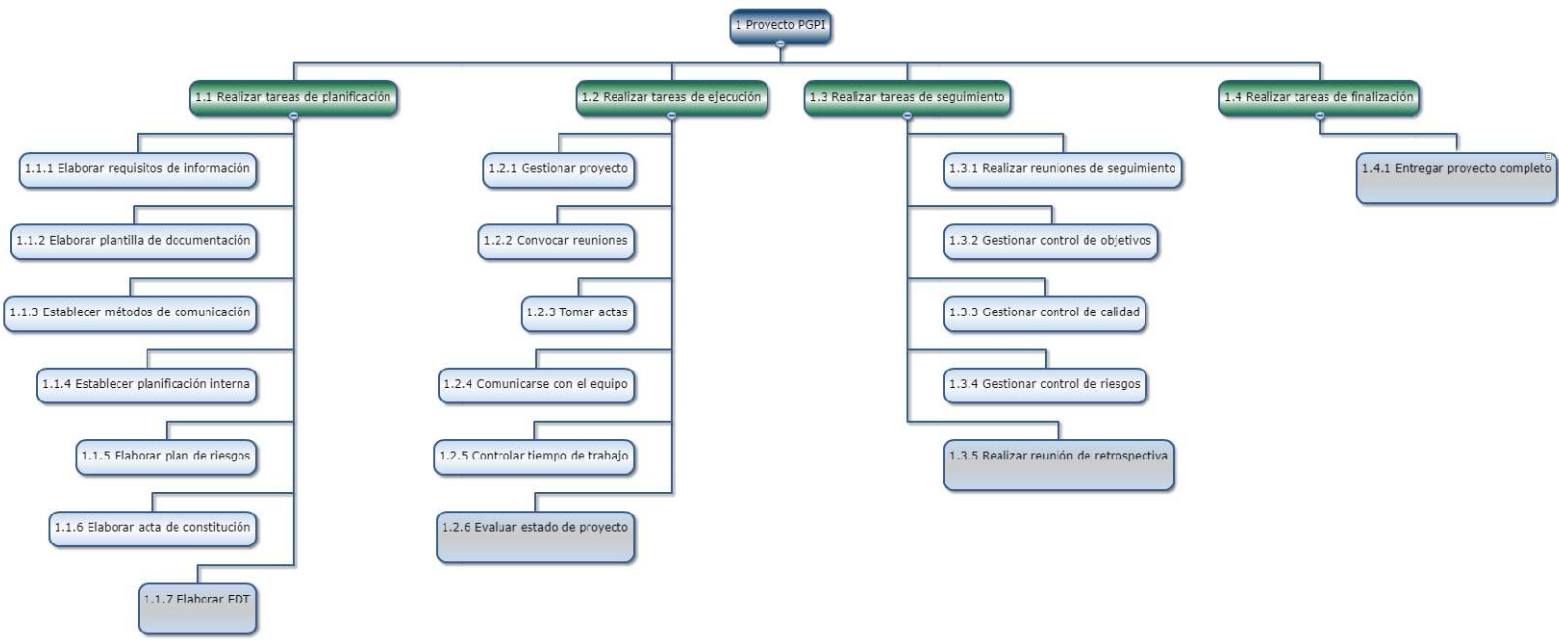 1 Proyecto PGPI
1.1 Realizar tareas de planificación
1.1.1 Elaborar requisitos de información
1.1.2 Elaborar plantilla de documentación
1.1.3 Establecer métodos de comunicación
1.1.4 Establecer planificación interna
1.1.5 Elaborar plan de riesgos
1.1.6 Elaborar acta de constitución
1.1.7 Elaborar EDT
1.2 Realizar tareas de ejecución
1.2.1 Gestionar proyecto
1.2.2 Convocar reuniones
1.2.3 Tomar actas
1.2.4 Comunicarse con el equipo
1.2.5 Controlar tiempo de trabajo
1.2.6 Evaluar estado de proyecto
1.3 Realizar tareas de seguimiento
1.3.1 Realizar reuniones de seguimiento
1.3.2 Gestionar control de objetivos
1.3.3 Gestionar control de calidad
1.3.4 Gestionar control de riesgos
1.3.5 Realizar reunión de retrospectiva
1.4 Realizar tareas de finalización
1.4.1 Entregar proyecto completo